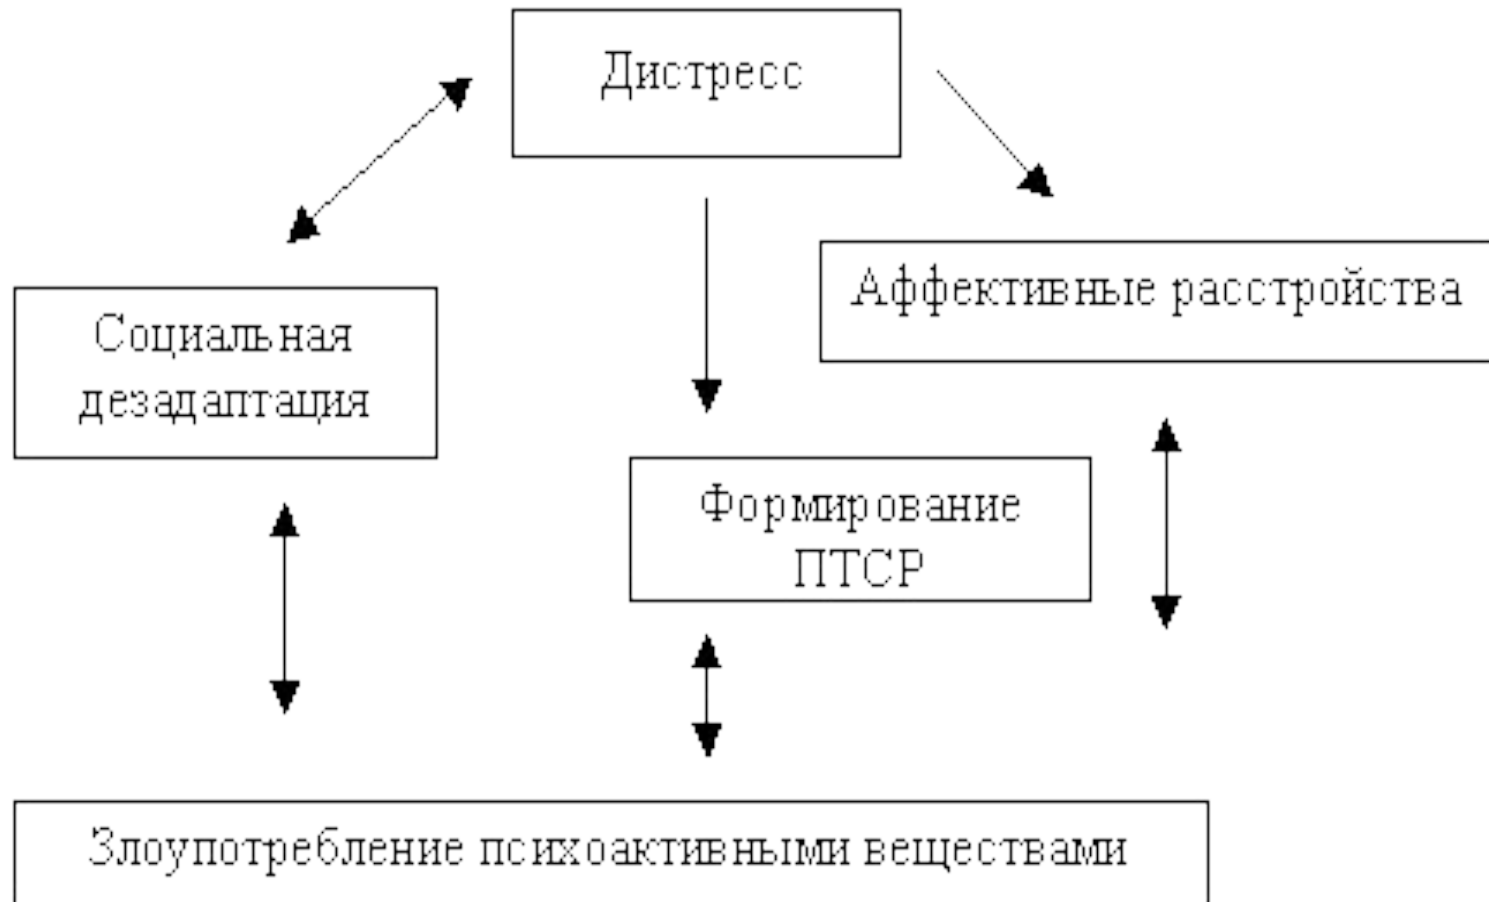 Дистресс
Аффективные расстройства
Социальная
дезадаптация
Формирование
ПТСР
Злоупотребление психоактивными веществами